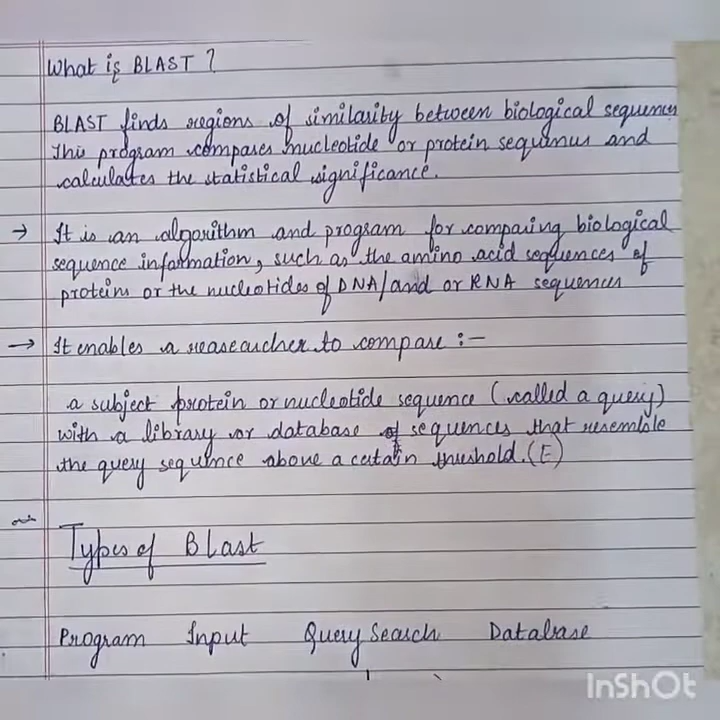 What is BLAST ?
BLAST finds regions of similarity between biological sequences
This program compares nucleotide or protein sequenus and
calculates the statistical significance.
→ It is an algorithm and program for comparing biological
sequence information, such as the amino acid sequences of
proteins or the nucleotides of DNA/and or RNA sequences
→ It enables a reasearcher to compare :-
a subject protein or nucleotide sequence (called a query)
with a library or database of sequences that resemble
the query sequence above a certain threshold.(E)
Types of Blast
Program Input Query Search Database
InShOt